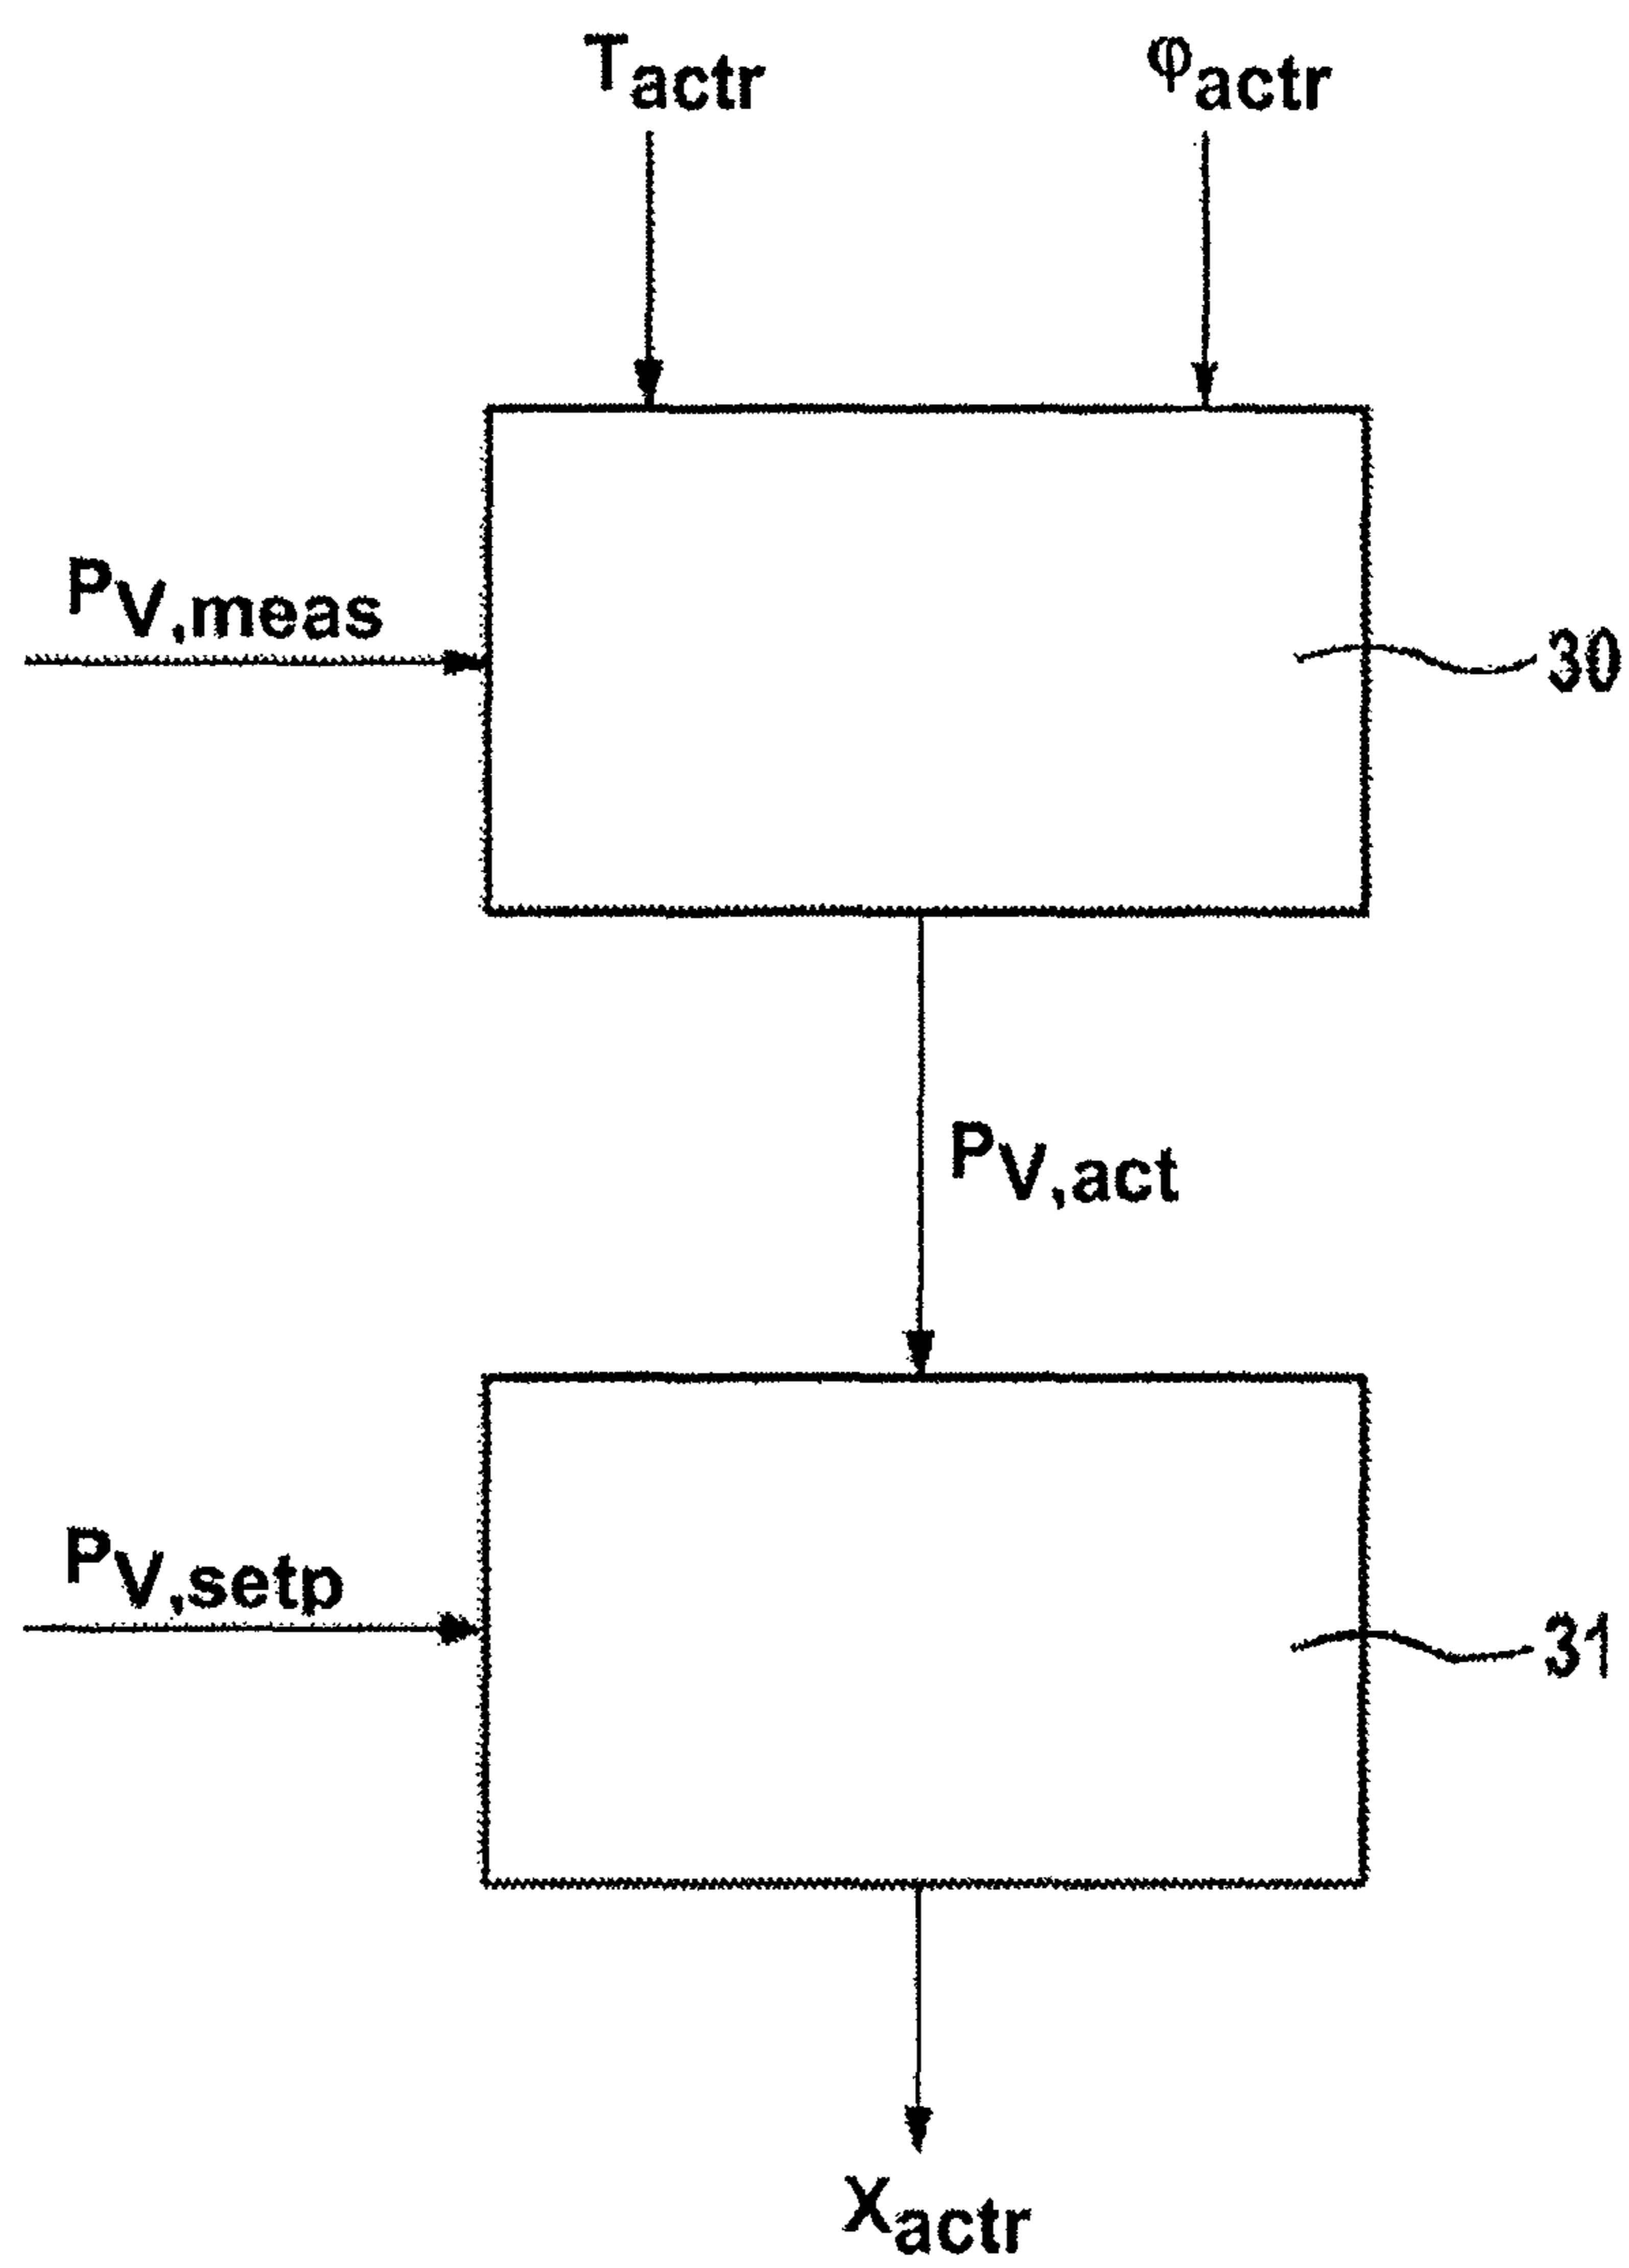 Tactr φactr
PV,meas
30
PV,act
PV,setp
31
Xactr